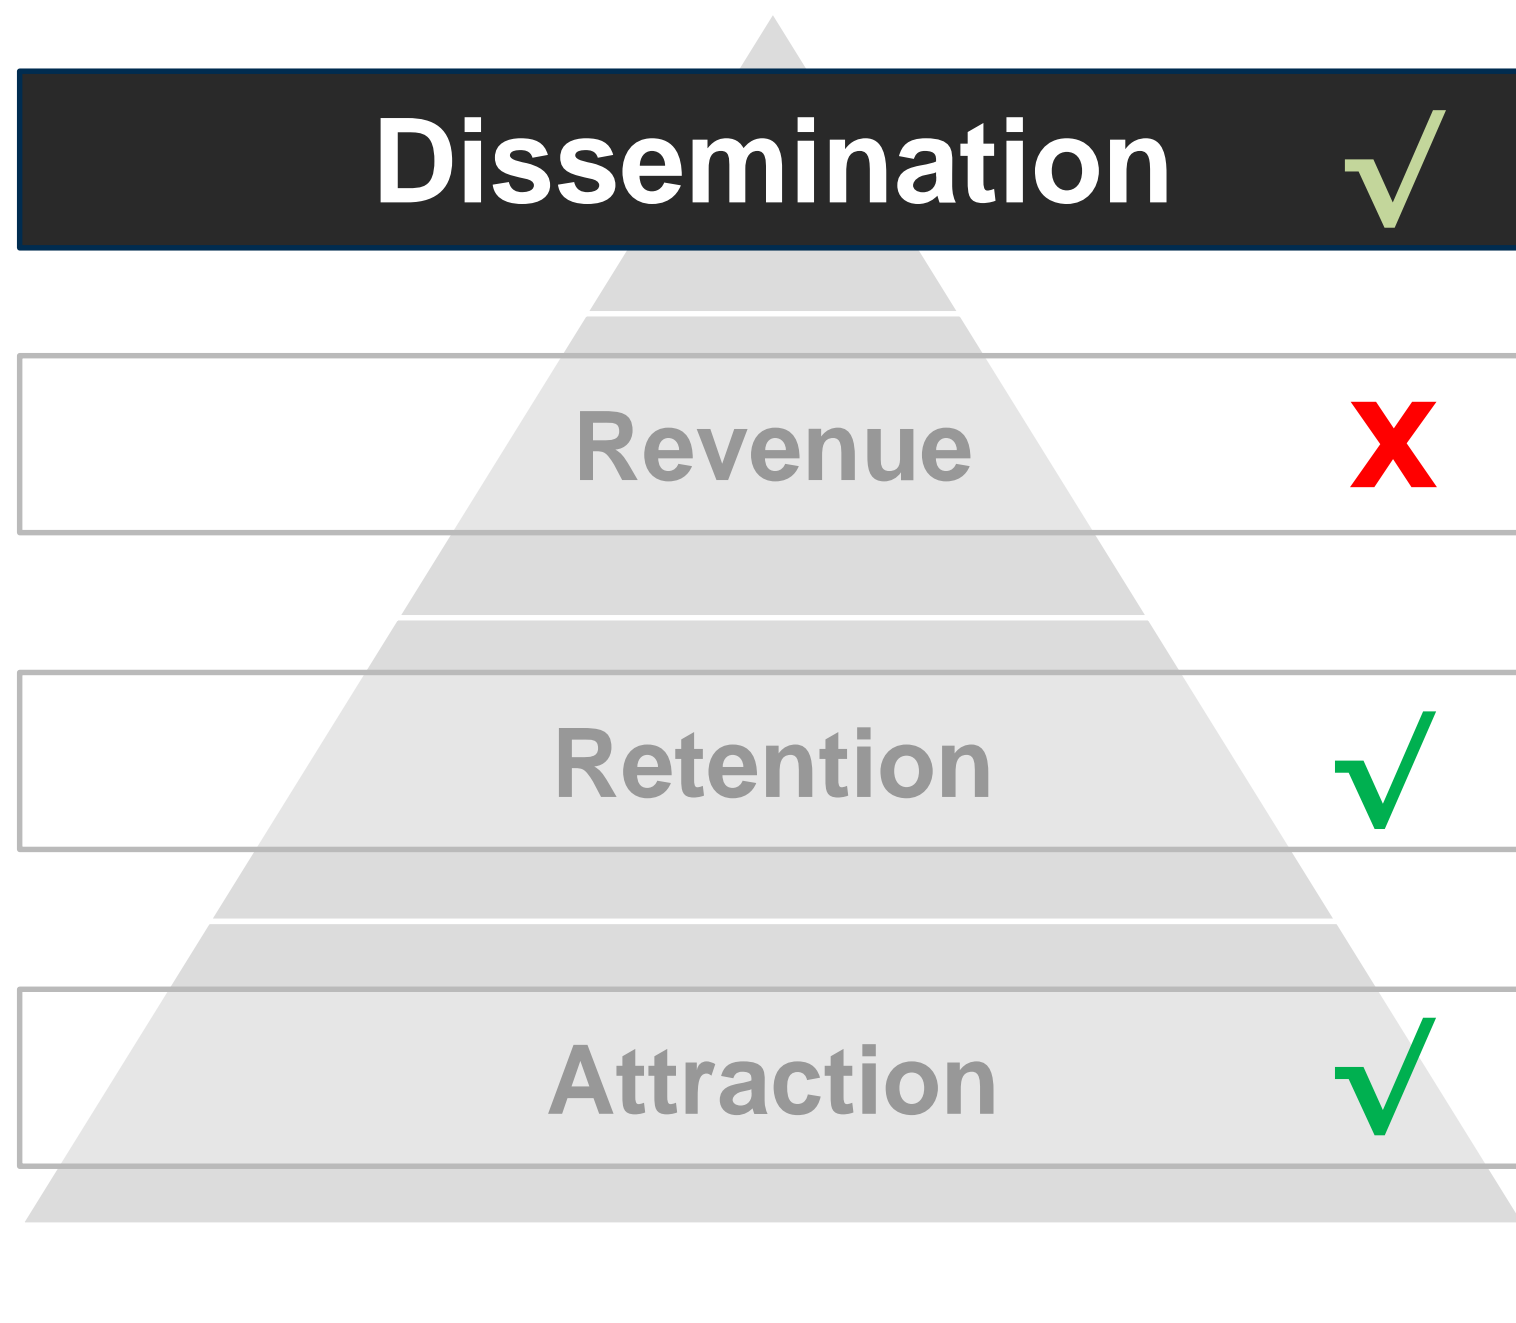 Dissemination √
Revenue X
Retention √
Attraction √